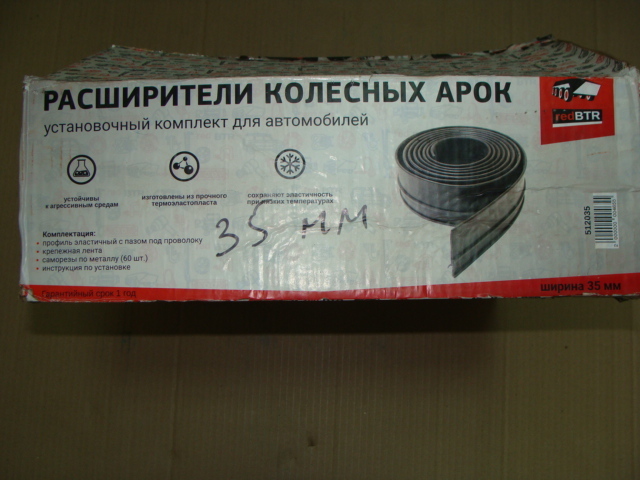 РАСШИРИТЕЛИ КОЛЕСНЫХ АРОК
установочный комплект для автомобилей
redBTR
устойчивы
к агрессивным средам
изготовлены из прочного
термоэластопласта
сохраняют эластичность
при низких температурах
35 мм
Комплектация:
• профиль эластичный с пазом под проволоку
• крепежная лента
• саморезы по металлу (60 шт.)
• инструкция по установке
512035
Гарантийный срок 1 год
ширина 35 мм